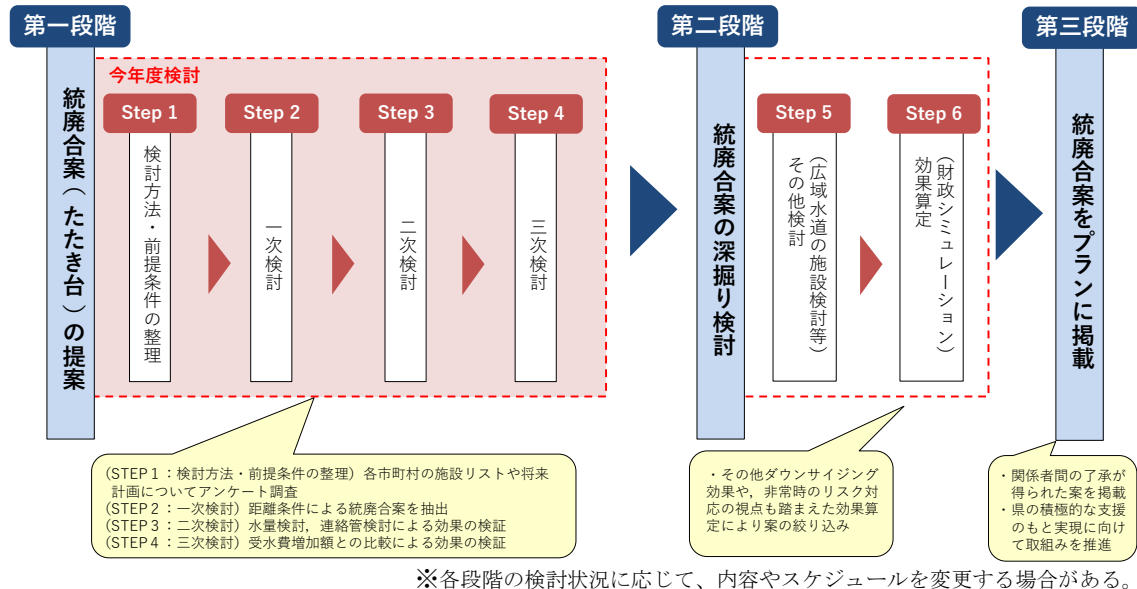 第一段階
統廃合案（たたき台）の提案
今年度検討
Step 1
検討方法・前提条件の整理
Step 2
一次検討
Step 3
二次検討
Step 4
三次検討
(STEP 1 ：検討方法・前提条件の整理）各市町村の施設リストや将来
計画についてアンケート調査
(STEP 2 ：一次検討）距離条件による統廃合案を抽出
(STEP 3 ：二次検討）水量検討，連絡管検討による効果の検証
(STEP 4 ：三次検討）受水費増加額との比較による効果の検証
第二段階
統廃合案の深掘り検討
Step 5
（広域水道の施設検討等）
その他検討
Step 6
（財政シミュレーション）
効果算定
・その他ダウンサイジング
効果や，非常時のリスク対
応の視点も踏まえた効果算
定により案の絞り込み
第三段階
統廃合案をプランに掲載
・関係者間の了承が
得られた案を掲載
・県の積極的な支援
のもと実現に向け
て取組みを推進
※各段階の検討状況に応じて、内容やスケジュールを変更する場合がある。